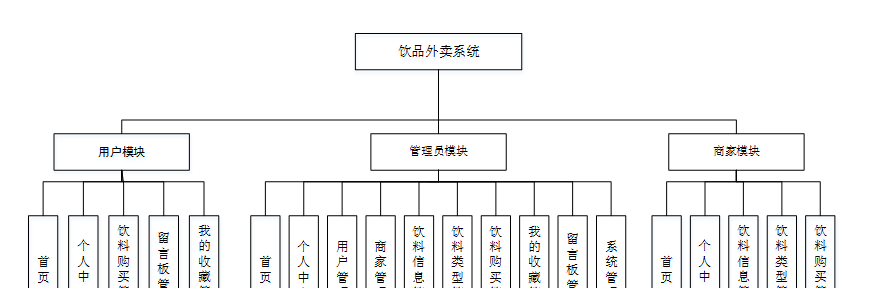 饮品外卖系统
用户模块
管理员模块
商家模块
首页
个人中
饮料购买
留言板管
我的收藏
首页
个人中
用户管
商家管
饮料信息
饮料类型
饮料购买
我的收藏
留言板管
系统管
首页
个人中
饮料信息
饮料类型
饮料购买